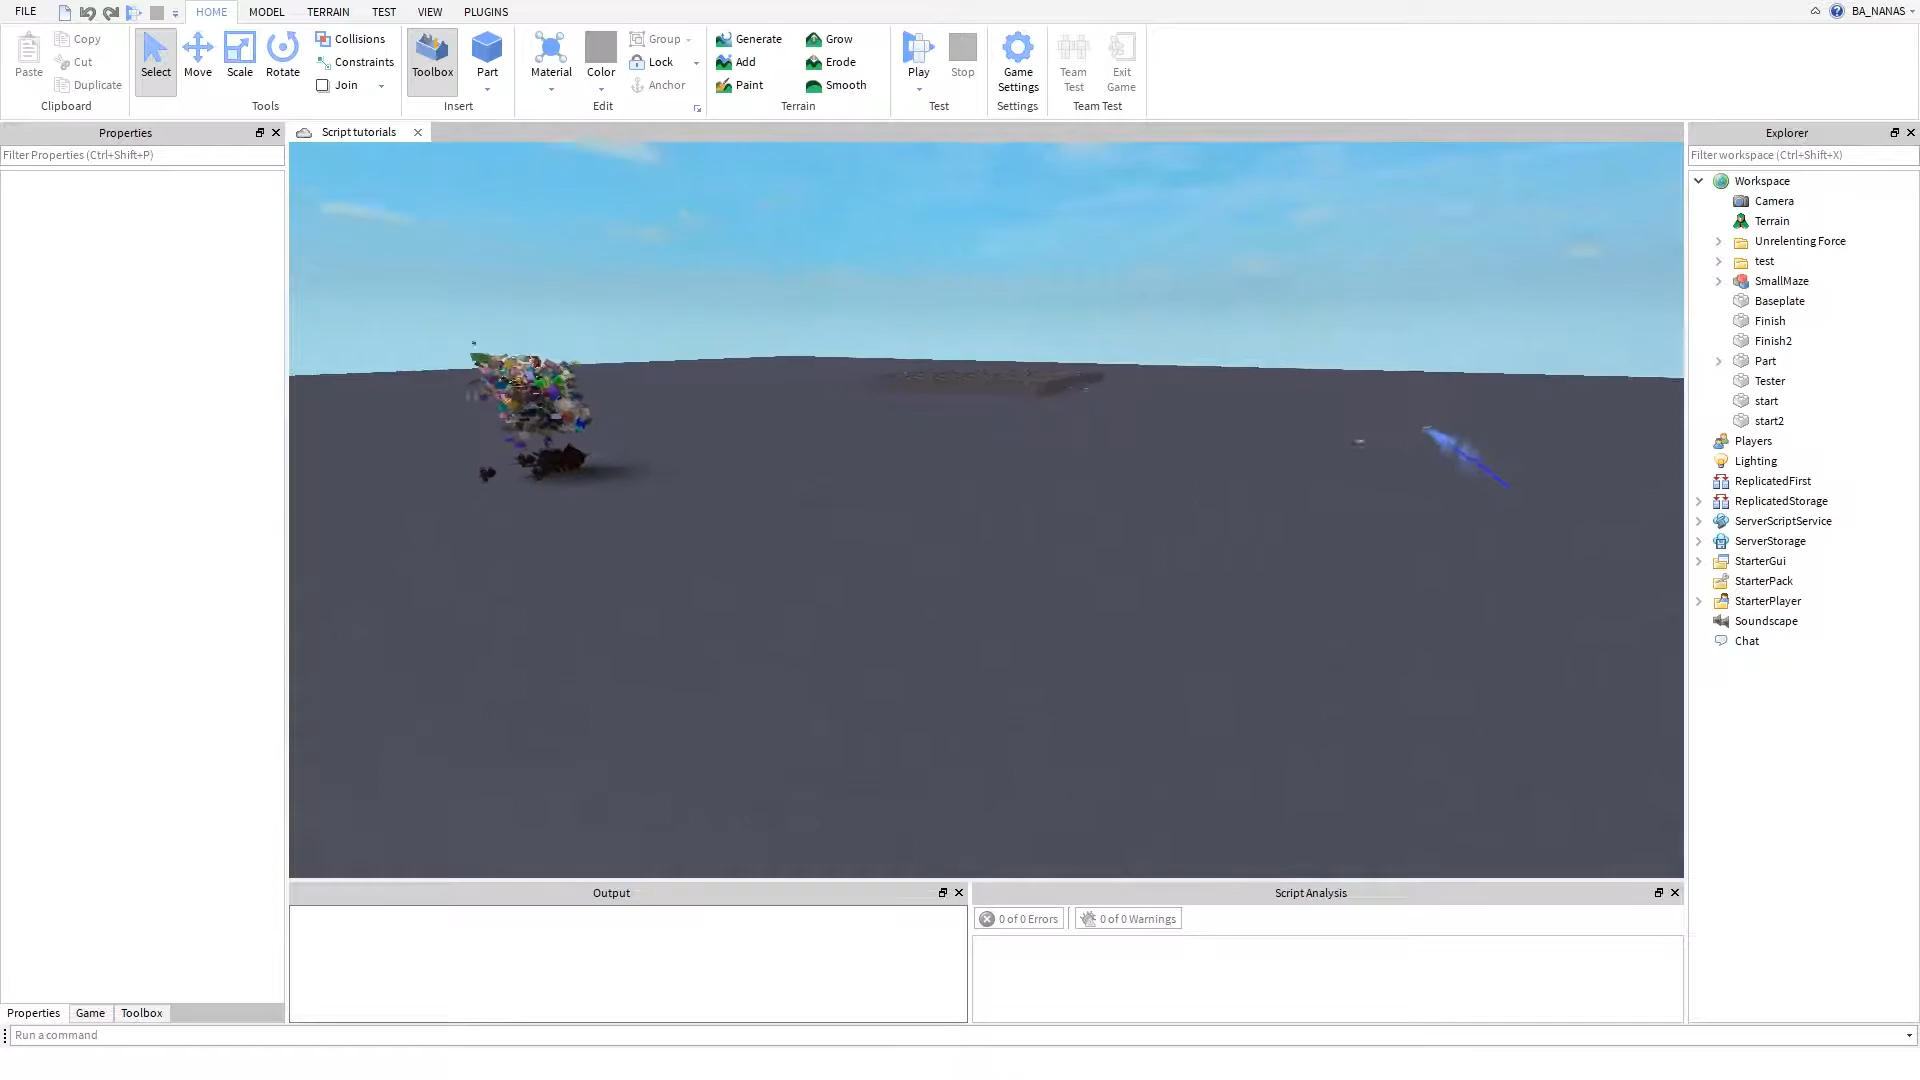 FILE HOME MODEL TERRAIN TEST VIEW PLUGINS BA_NANAS
Paste Copy Cut Duplicate Clipboard
Select Move Scale Rotate Collisions Constraints Join Tools
Toolbox Part Insert
Material Color Group Lock Anchor Edit
Generate Add Paint Grow Erode Smooth Terrain
Play Stop Test
Game Settings Settings
Team Test Exit Game Team Test
Properties
Filter Properties (Ctrl+Shift+P)
Script tutorials
Explorer
Filter workspace (Ctrl+Shift+X)
Workspace
Camera
Terrain
Unrelenting Force
test
SmallMaze
Baseplate
Finish
Finish2
Part
Tester
start
start2
Players
Lighting
ReplicatedFirst
ReplicatedStorage
ServerScriptService
ServerStorage
StarterGui
StarterPack
StarterPlayer
Soundscape
Chat
Output
Script Analysis
0 of 0 Errors 0 of 0 Warnings
Properties Game Toolbox
Run a command